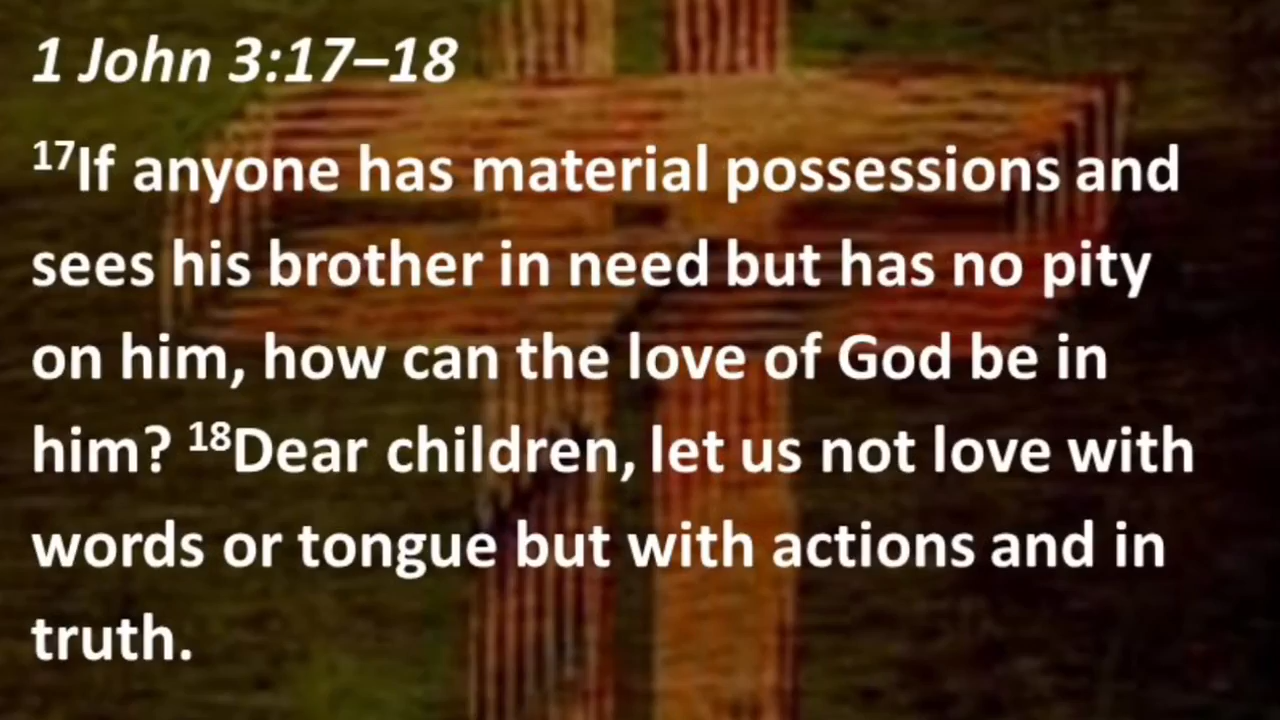 1 John 3:17–18
¹⁷If anyone has material possessions and
sees his brother in need but has no pity
on him, how can the love of God be in
him? ¹⁸Dear children, let us not love with
words or tongue but with actions and in
truth.